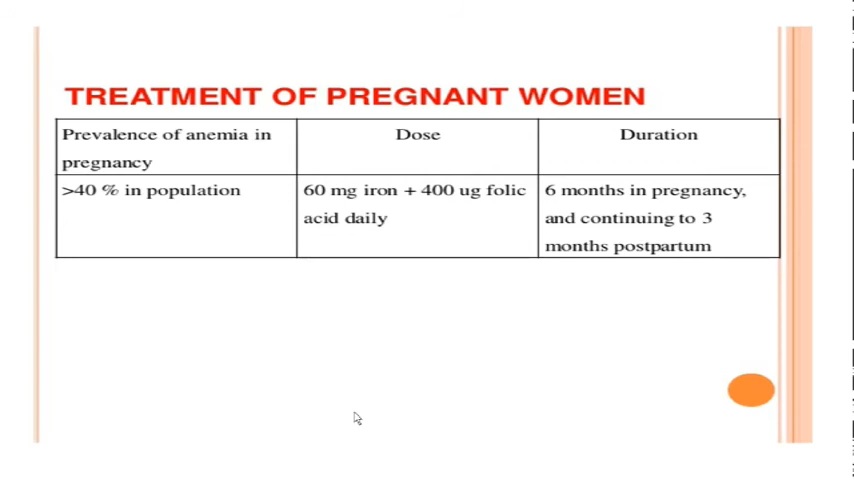 TREATMENT OF PREGNANT WOMEN
Prevalence of anemia in
pregnancy
Dose
Duration
>40 % in population
60 mg iron + 400 ug folic
acid daily
6 months in pregnancy,
and continuing to 3
months postpartum